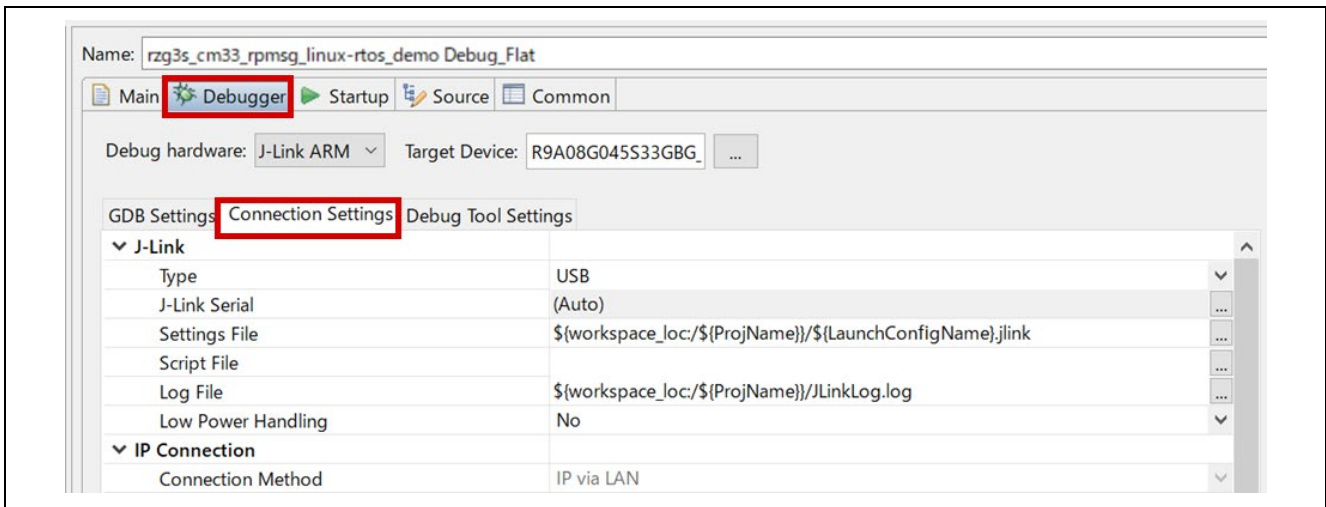 Name: rzg3s_cm33_rpmsg_linux-rtos_demo Debug_Flat
Main Debugger Startup Source Common
Debug hardware: J-Link ARM Target Device: R9A08G045S33GBG_ ...
GDB Settings Connection Settings Debug Tool Settings
J-Link
Type USB
J-Link Serial (Auto) ...
Settings File ${workspace_loc:/${ProjName}}/${LaunchConfigName}.jlink ...
Script File ...
Log File ${workspace_loc:/${ProjName}}/JLinkLog.log ...
Low Power Handling No
IP Connection
Connection Method IP via LAN